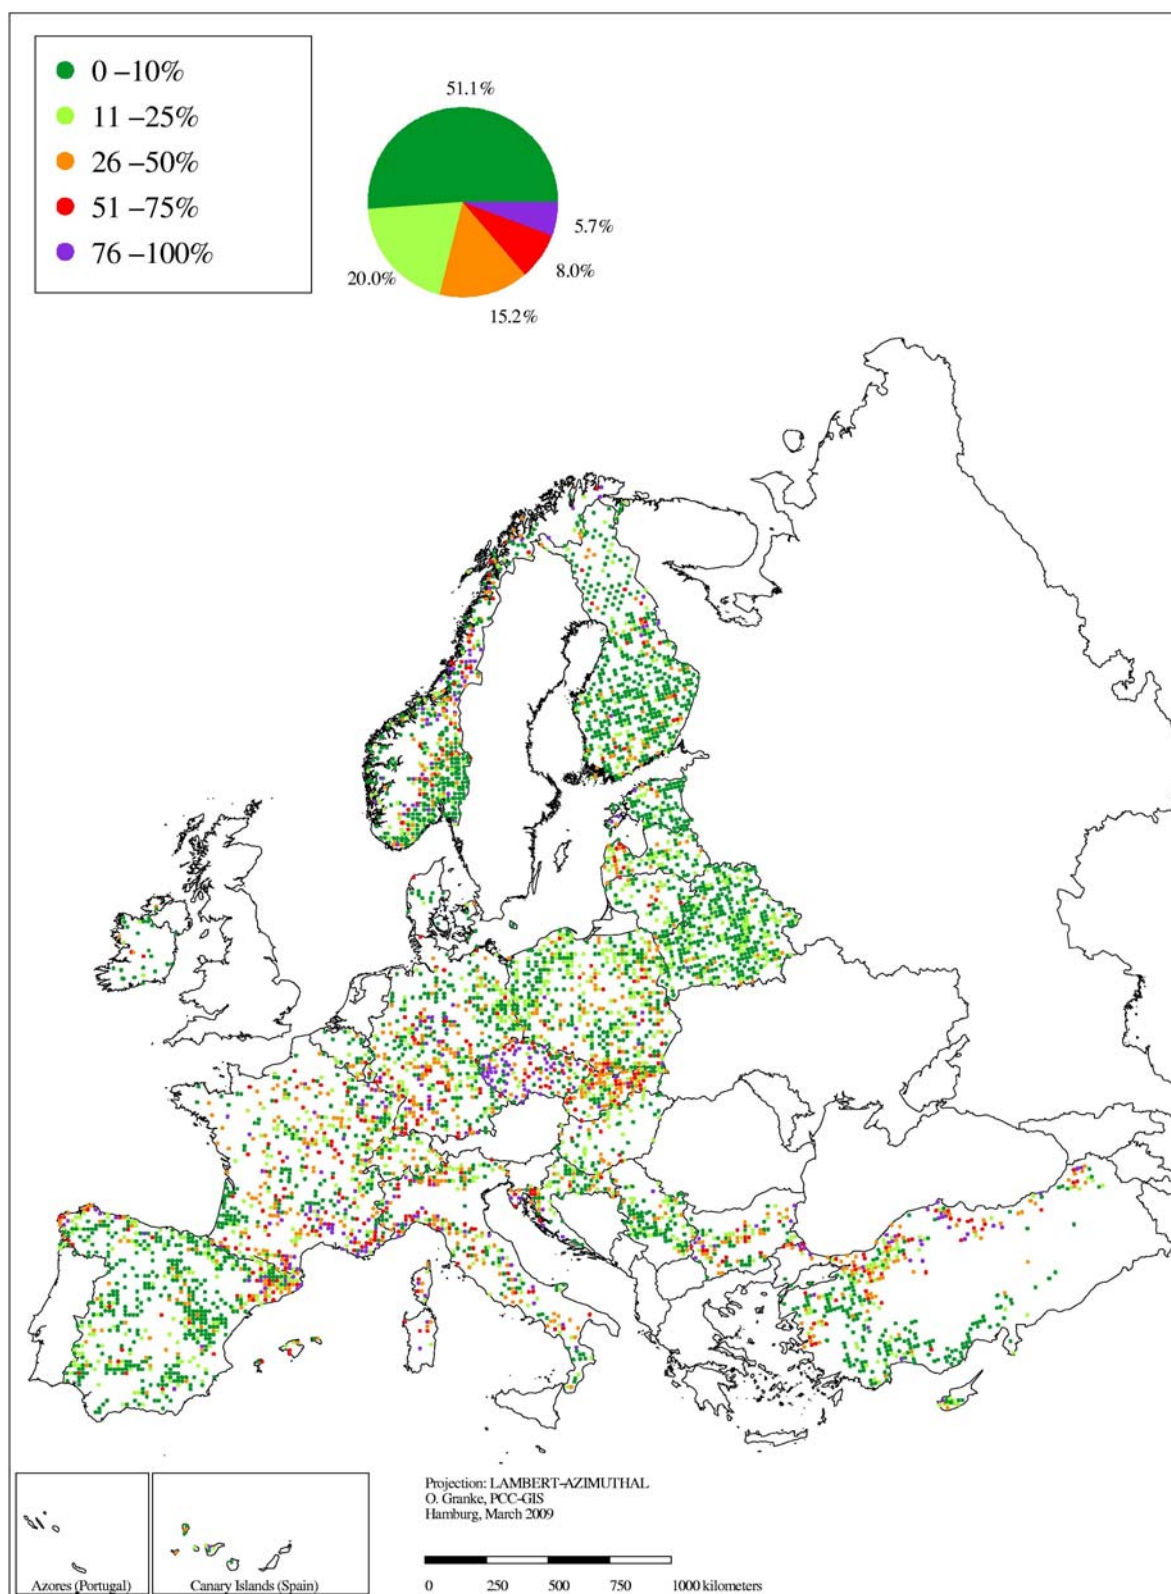 0 –10%
11 –25%
26 –50%
51 –75%
76 –100%
51.1%
5.7%
8.0%
20.0%
15.2%
Projection: LAMBERT–AZIMUTHAL
O. Granke, PCC-GIS
Hamburg, March 2009
Azores (Portugal)
Canary Islands (Spain)
0 250 500 750 1000 kilometers